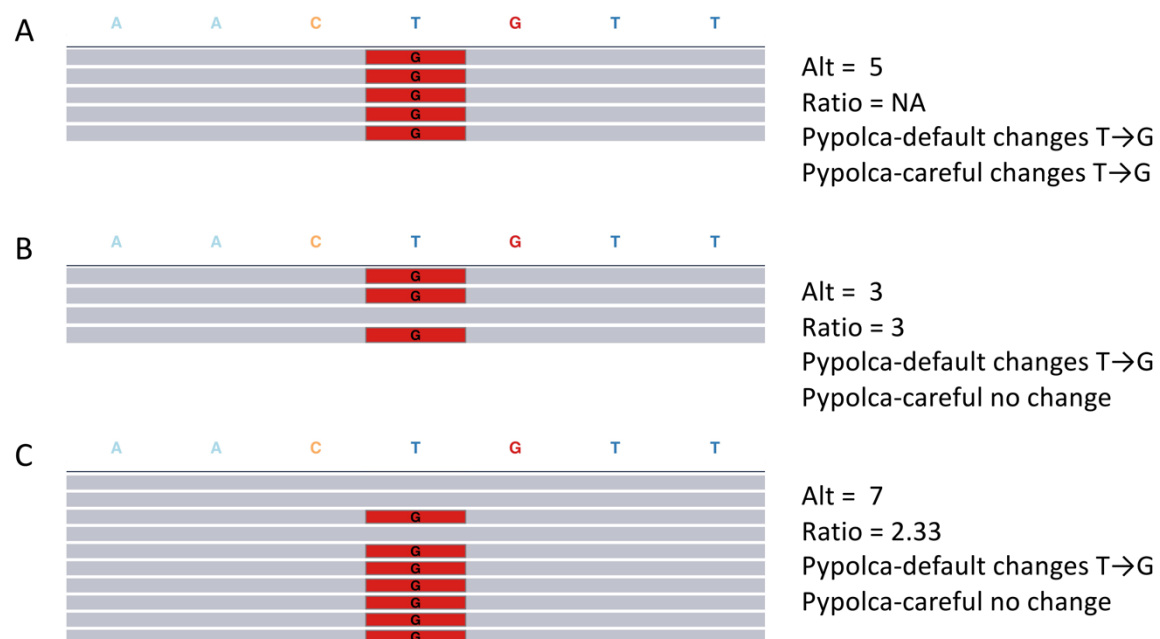 A
A A C T G T T
G
G
G
G
G
Alt = 5
Ratio = NA
Pypolca-default changes T→G
Pypolca-careful changes T→G
B
A A C T G T T
G
G
G
Alt = 3
Ratio = 3
Pypolca-default changes T→G
Pypolca-careful no change
C
A A C T G T T
G
G
G
G
G
G
G
Alt = 7
Ratio = 2.33
Pypolca-default changes T→G
Pypolca-careful no change